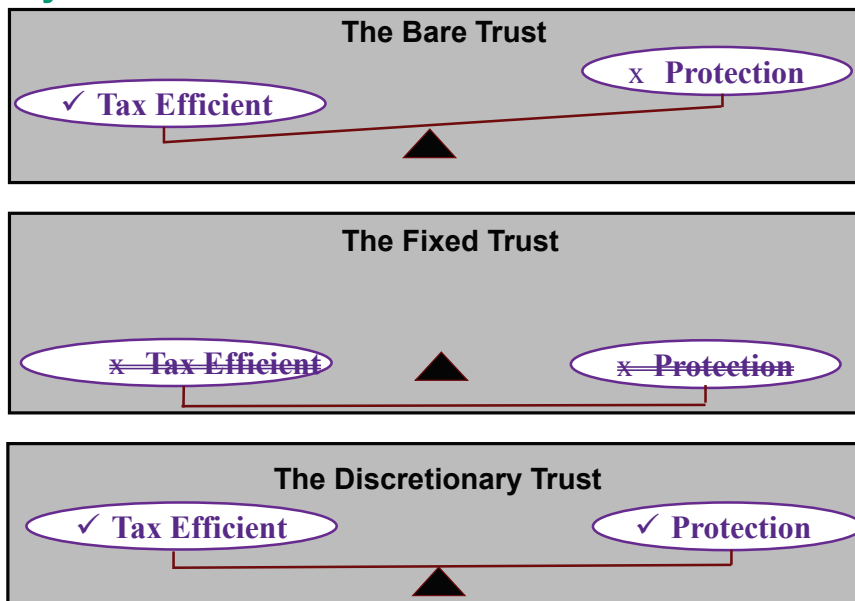 The Bare Trust
x Protection
✓ Tax Efficient
The Fixed Trust
x Tax Efficient
x Protection
The Discretionary Trust
✓ Tax Efficient
✓ Protection